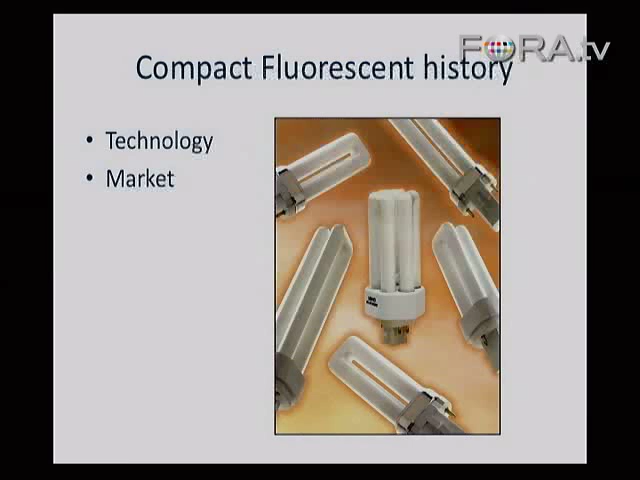 FORA.tv
Compact Fluorescent history
• Technology
• Market